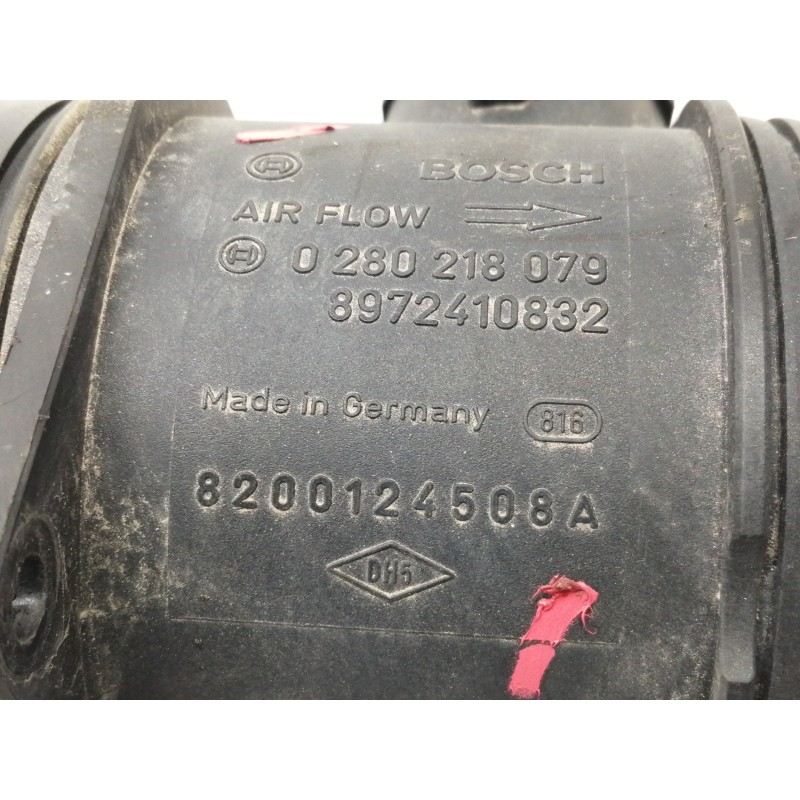 BOSCH
AIR FLOW
0 280 218 079
8972410832
Made in Germany 816
8200124508A
DH5